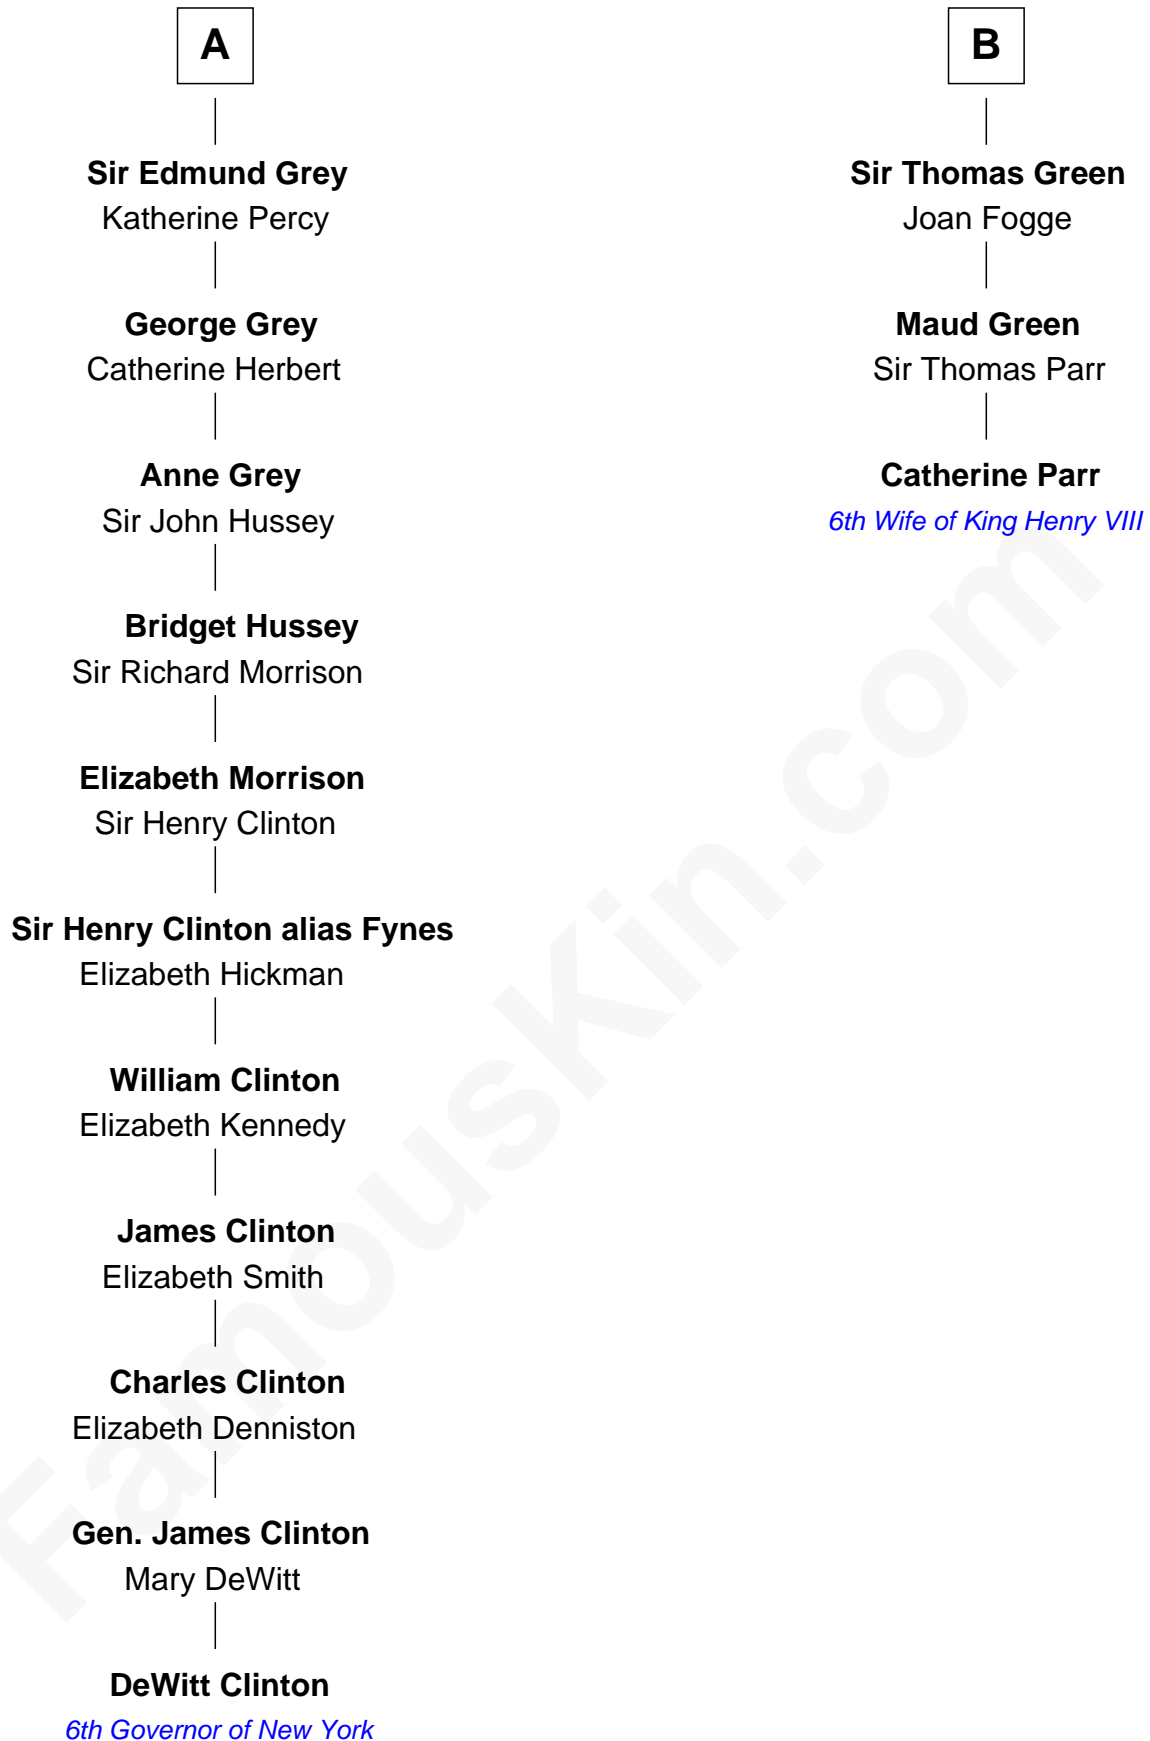 A
Sir Edmund Grey
Katherine Percy
George Grey
Catherine Herbert
Anne Grey
Sir John Hussey
Bridget Hussey
Sir Richard Morrison
Elizabeth Morrison
Sir Henry Clinton
Sir Henry Clinton alias Fynes
Elizabeth Hickman
William Clinton
Elizabeth Kennedy
James Clinton
Elizabeth Smith
Charles Clinton
Elizabeth Denniston
Gen. James Clinton
Mary DeWitt
DeWitt Clinton
6th Governor of New York
B
Sir Thomas Green
Joan Fogge
Maud Green
Sir Thomas Parr
Catherine Parr
6th Wife of King Henry VIII
FamousKin.com